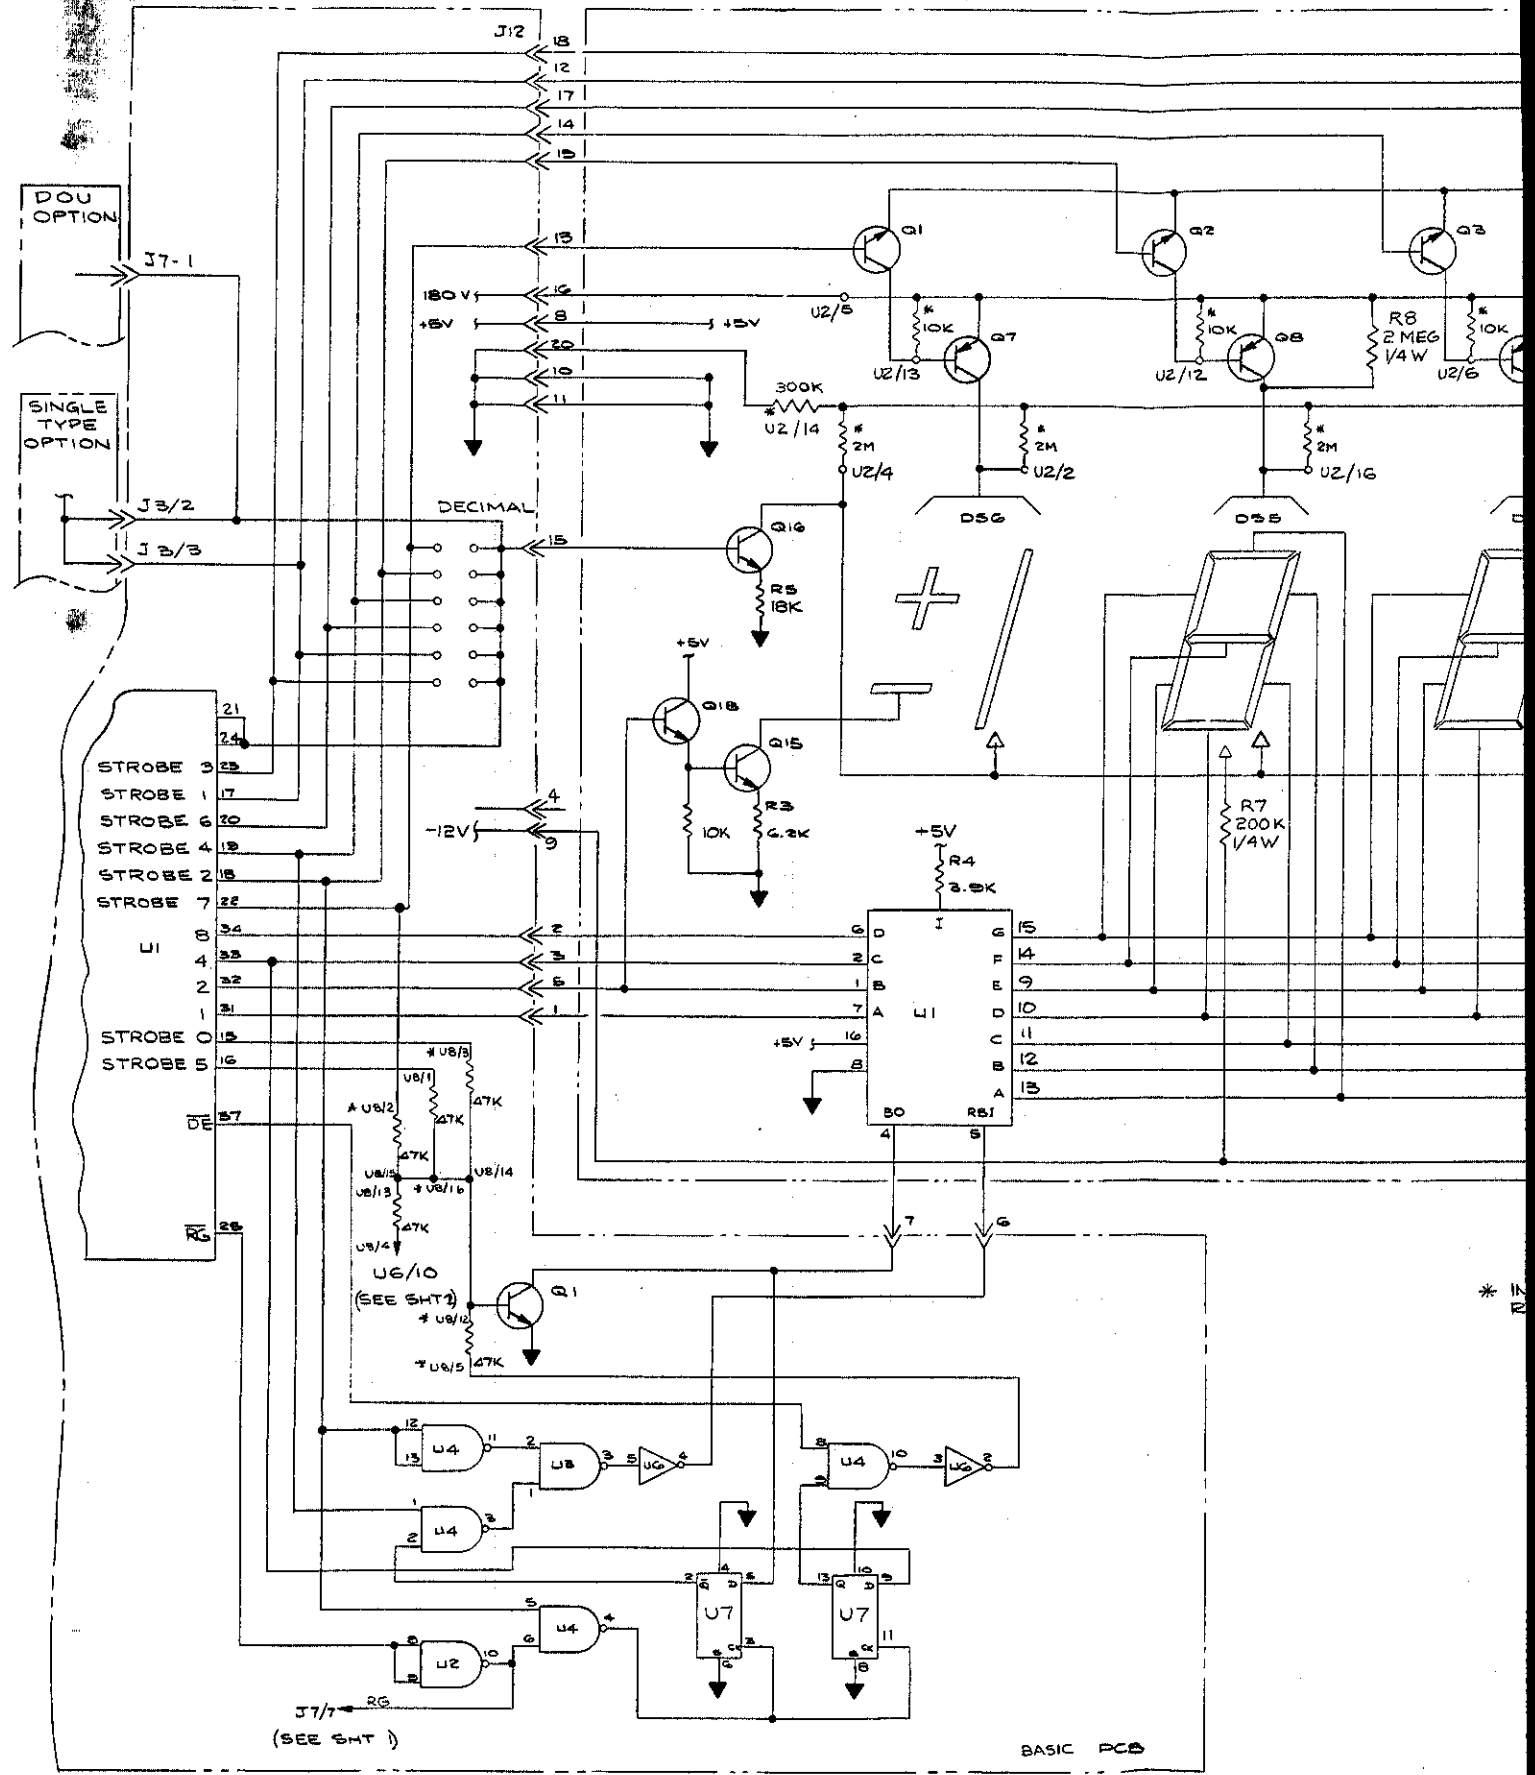 J12
18
12
17
14
19
DOU
OPTION
J7-1
13
Q1
Q2
Q3
180V
16
U2/5
+5V
8
+5V
*
10K
Q7
*
10K
Q8
R8
2 MEG
1/4W
*
10K
20
10
11
U2/13
U2/12
U2/6
300K
*
U2/14
*
2M
U2/4
*
2M
U2/2
*
2M
U2/16
SINGLE
TYPE
OPTION
J3/2
J3/3
DECIMAL
15
Q16
R5
18K
DS6
DS5
D
+5V
Q18
Q15
10K
R3
6.2K
21
24
STROBE 3 23
STROBE 1 17
STROBE 6 20
STROBE 4 19
STROBE 2 18
STROBE 7 22
4
-12V
9
+5V
R4
3.9K
R7
200K
1/4W
U1
8 34
4 33
2 32
1 31
2
3
5
1
I
6 D
2 C
1 B
7 A
U1
+5V
16
8
G 15
F 14
E 9
D 10
C 11
B 12
A 13
BO
4
RBI
5
STROBE 0 15
STROBE 5 16
DE 37
RG 28
* U8/3
47K
U8/1
47K
* U8/2
47K
U8/15
U8/13
* U8/16
U8/14
47K
U8/4
U6/10
(SEE SHT 2)
Q1
* U8/12
* U8/5
47K
7
6
* IN
R
12
13
U4
11
2
1
U3
3
5
U6
4
8
9
U4
10
3
U6
2
1
2
U4
3
2
4
5
Q
D
U7
CK
3
6
13
10
9
Q
D
U7
CK
11
8
5
6
U4
4
8
9
U2
10
J7/7
RG
(SEE SHT 1)
BASIC PCB